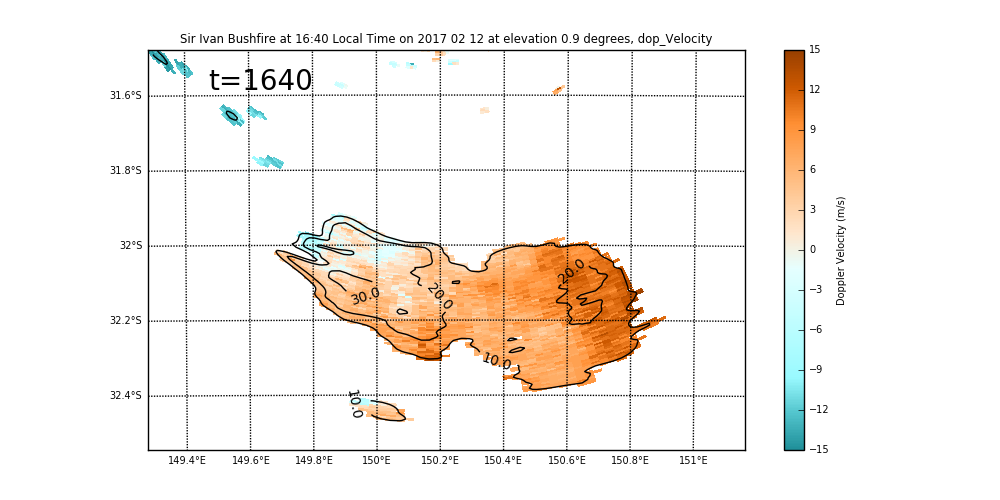 Sir Ivan Bushfire at 16:40 Local Time on 2017 02 12 at elevation 0.9 degrees, dop_Velocity
t=1640
31.6°S
31.8°S
32°S
32.2°S
32.4°S
149.4°E 149.6°E 149.8°E 150°E 150.2°E 150.4°E 150.6°E 150.8°E 151°E
30.0
20.0
20.0
10.0
10.0
15
12
9
6
3
0
−3
−6
−9
−12
−15
Doppler Velocity (m/s)